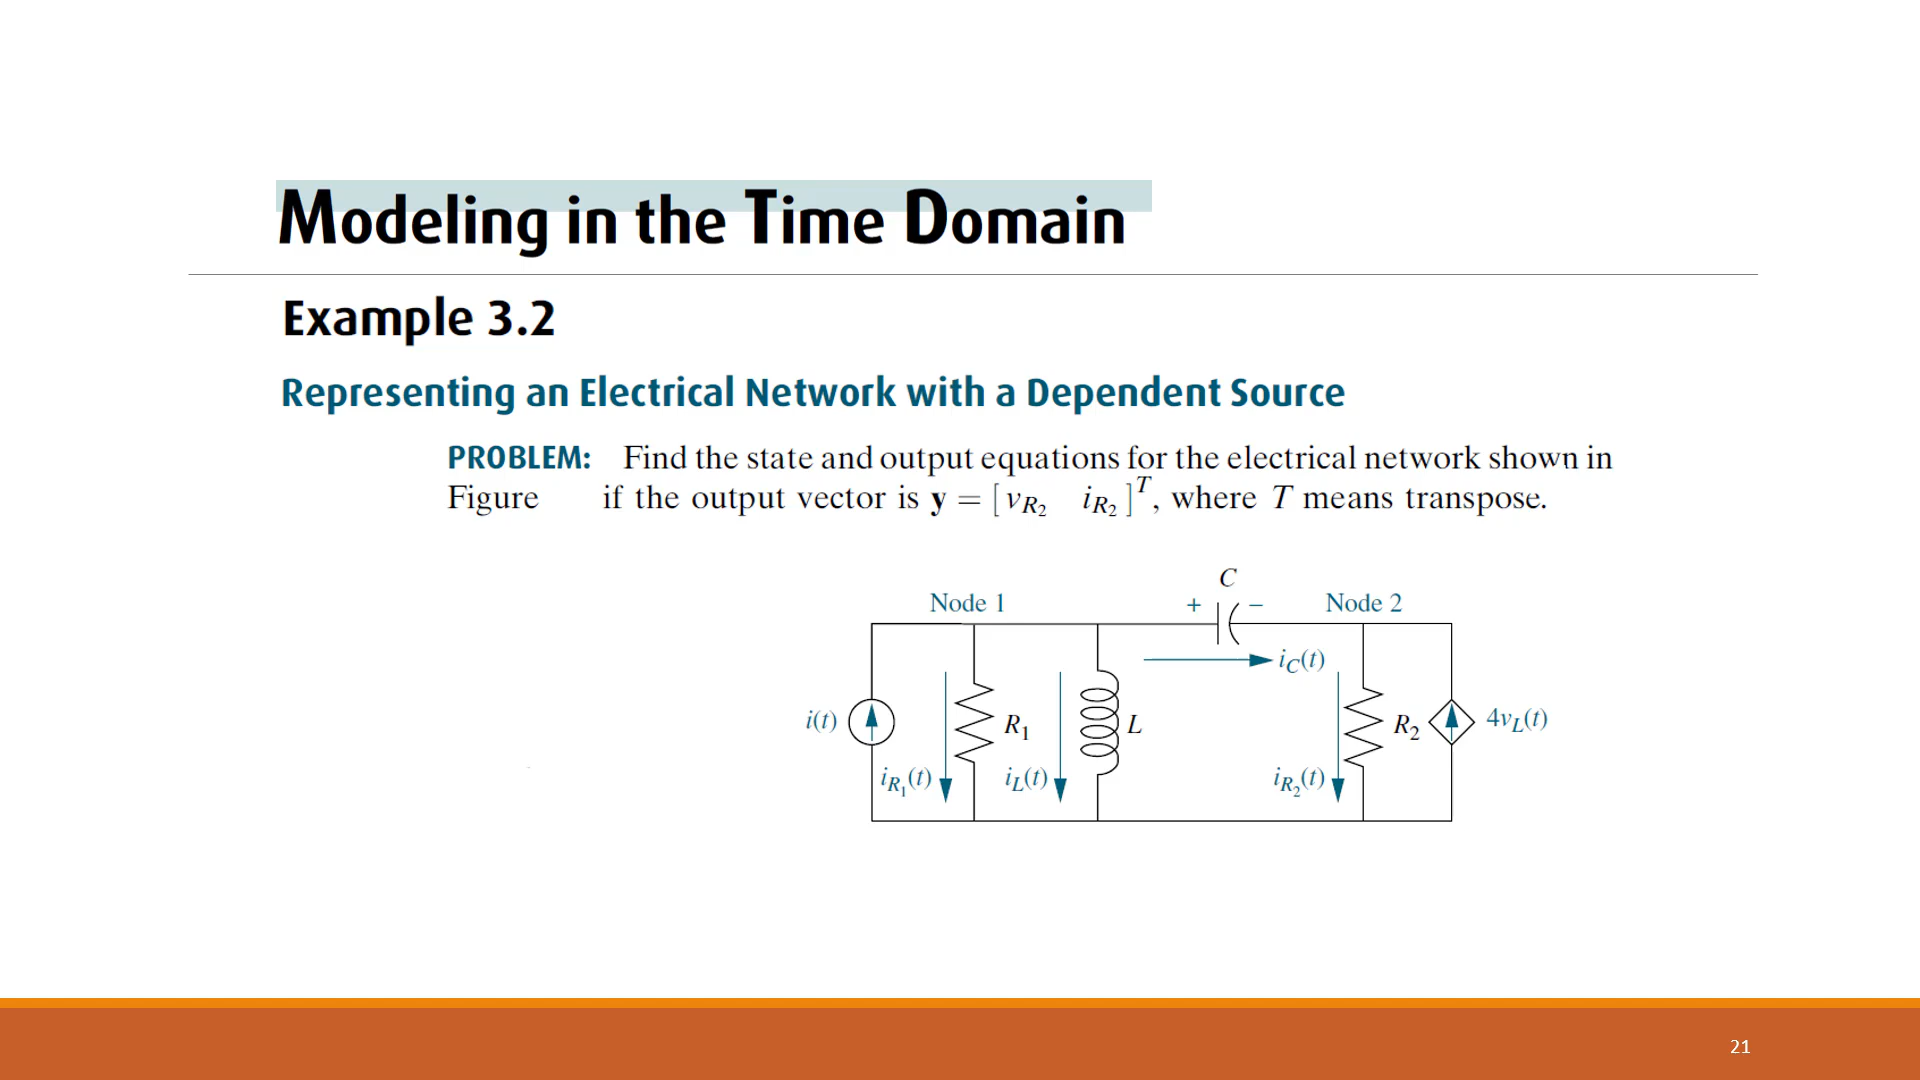 Modeling in the Time Domain
Example 3.2
Representing an Electrical Network with a Dependent Source
PROBLEM: Find the state and output equations for the electrical network shown in
Figure if the output vector is y = [v_R₂ i_R₂]ᵀ, where T means transpose.
C
Node 1 + − Node 2
i_C(t)
i(t) R₁ L R₂ 4v_L(t)
i_R₁(t) i_L(t) i_R₂(t)
21